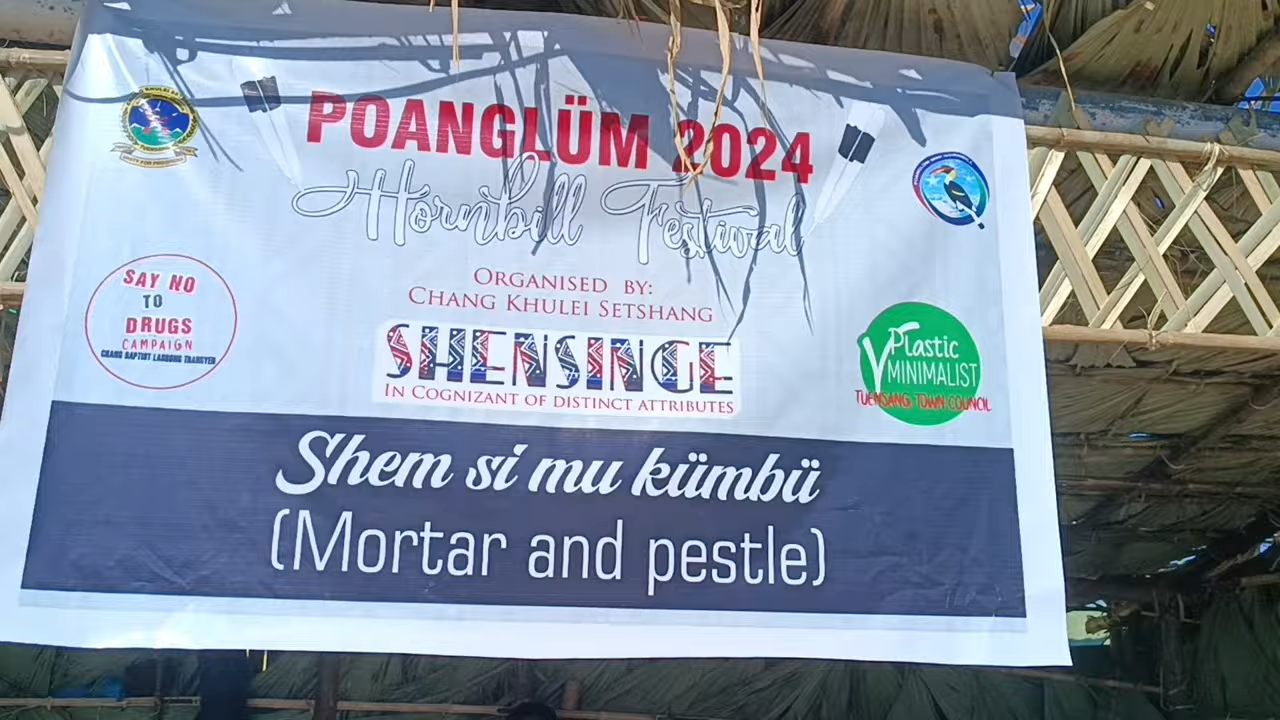 POANGLÜM 2024
Hornbill Festival
ORGANISED BY:
CHANG KHULEI SETSHANG
SHENSINGE
IN COGNIZANT OF DISTINCT ATTRIBUTES
SAY NO
TO
DRUGS
CAMPAIGN
CHANG BAPTIST LASHONG THANGYEN
Plastic
MINIMALIST
TUENSANG TOWN COUNCIL
Shem si mu kümbü
(Mortar and pestle)